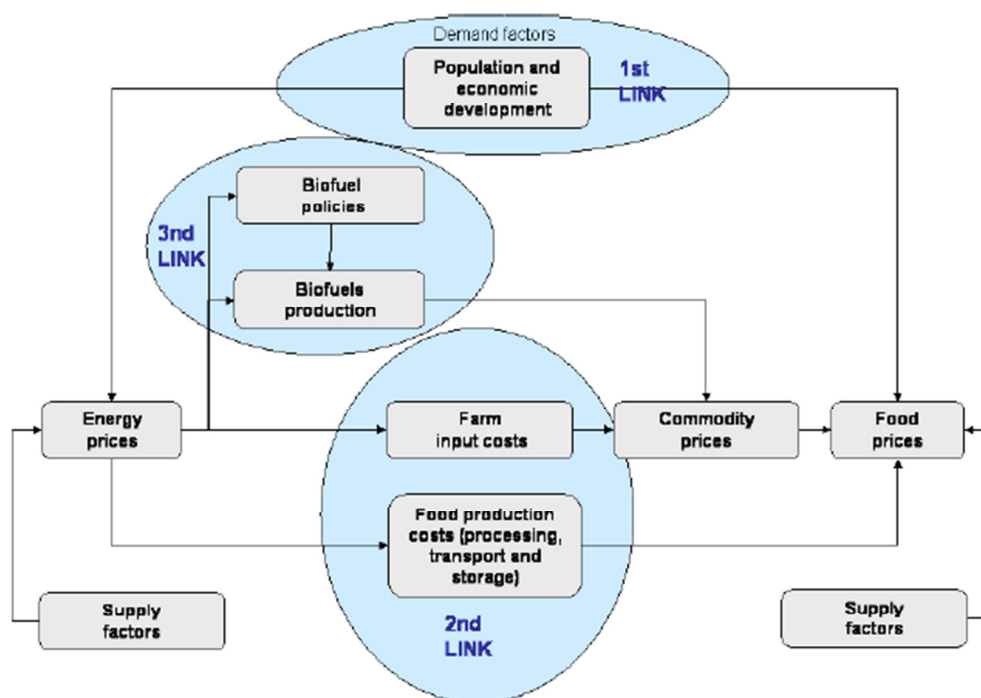 Demand factors
Population and
economic
development
1st
LINK
Biofuel
policies
3nd
LINK
Biofuels
production
Energy
prices
Farm
input costs
Commodity
prices
Food
prices
Food production
costs (processing,
transport and
storage)
Supply
factors
2nd
LINK
Supply
factors